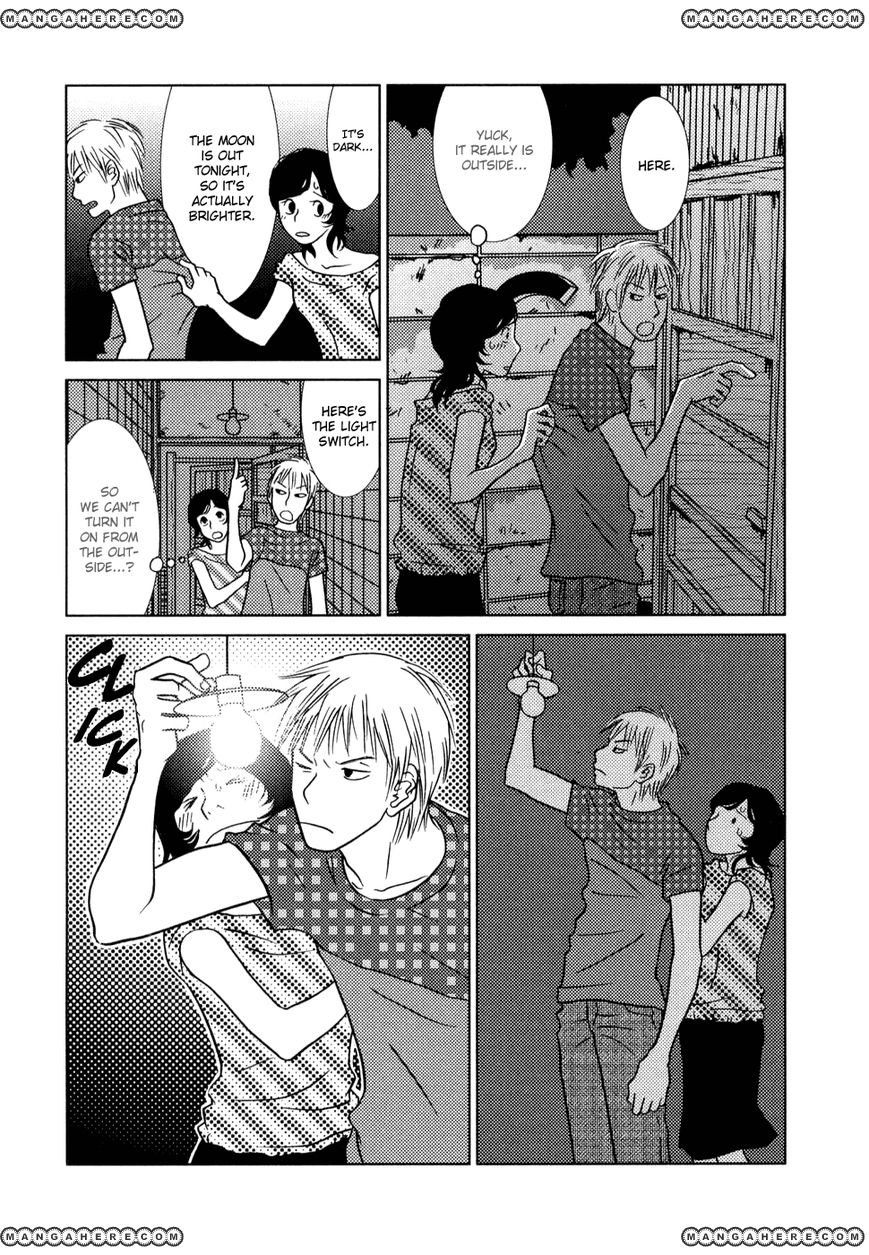 MANGAHERE.COM
MANGAHERE.COM
HERE.
YUCK,
IT REALLY IS
OUTSIDE...
IT'S
DARK...
THE MOON
IS OUT
TONIGHT,
SO IT'S
ACTUALLY
BRIGHTER.
HERE'S
THE LIGHT
SWITCH.
SO
WE CAN'T
TURN IT
ON FROM
THE OUT-
SIDE...?
CLICK
MANGAHERE.COM
MANGAHERE.COM